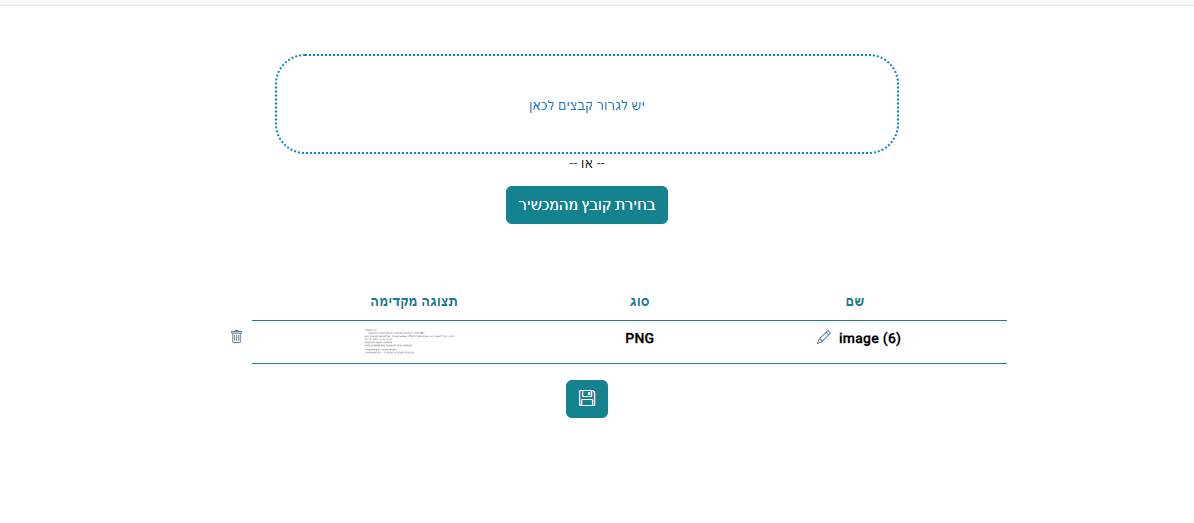 יש לגרור קבצים לכאן
-- או --
בחירת קובץ מהמכשיר
שם סוג תצוגה מקדימה
image (6) PNG